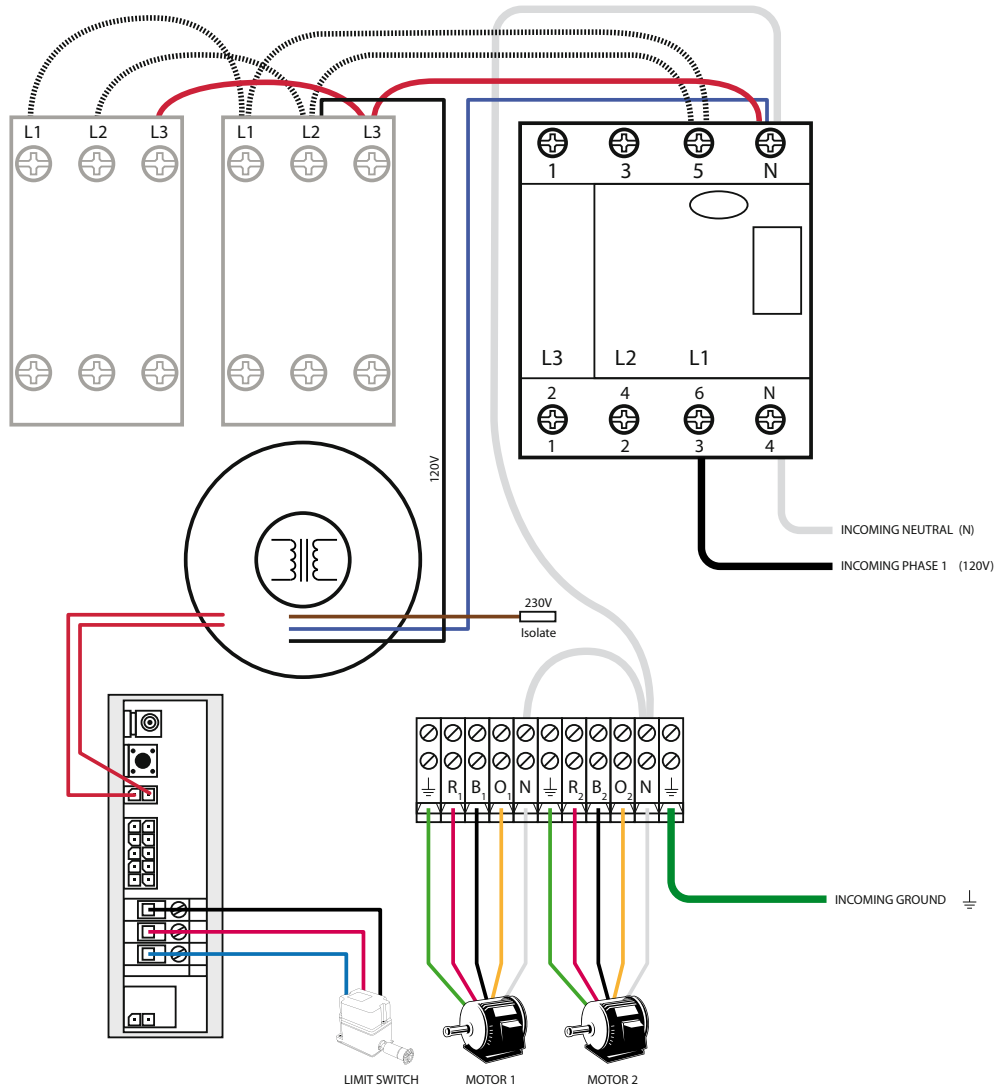 L1 L2 L3 L1 L2 L3
1 3 5 N
L3 L2 L1
2 4 6 N
1 2 3 4
120V
INCOMING NEUTRAL (N)
INCOMING PHASE 1 (120V)
230V
Isolate
⏚ R1 B1 O1 N ⏚ R2 B2 O2 N ⏚
INCOMING GROUND ⏚
LIMIT SWITCH MOTOR 1 MOTOR 2